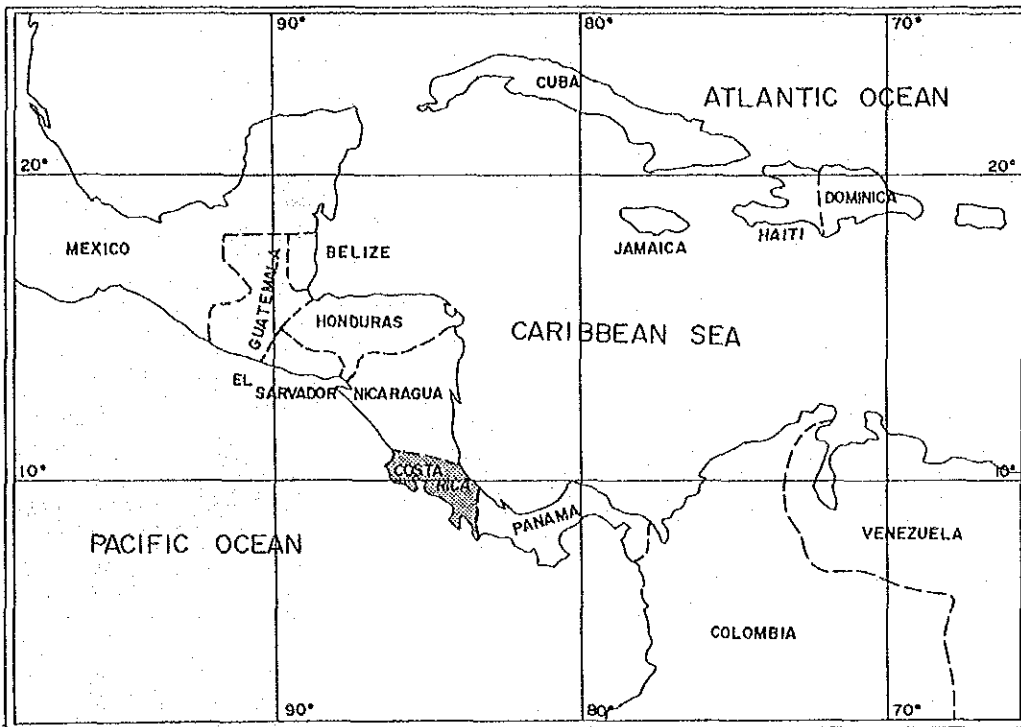 90°
80°
70°
CUBA
ATLANTIC OCEAN
20°
20°
DOMINICA
MEXICO
BELIZE
JAMAICA
HAITI
GUATEMALA
HONDURAS
CARIBBEAN SEA
EL
SARVADOR
NICARAGUA
10°
COSTA
RICA
10°
PANAMA
PACIFIC OCEAN
VENEZUELA
COLOMBIA
90°
80°
70°